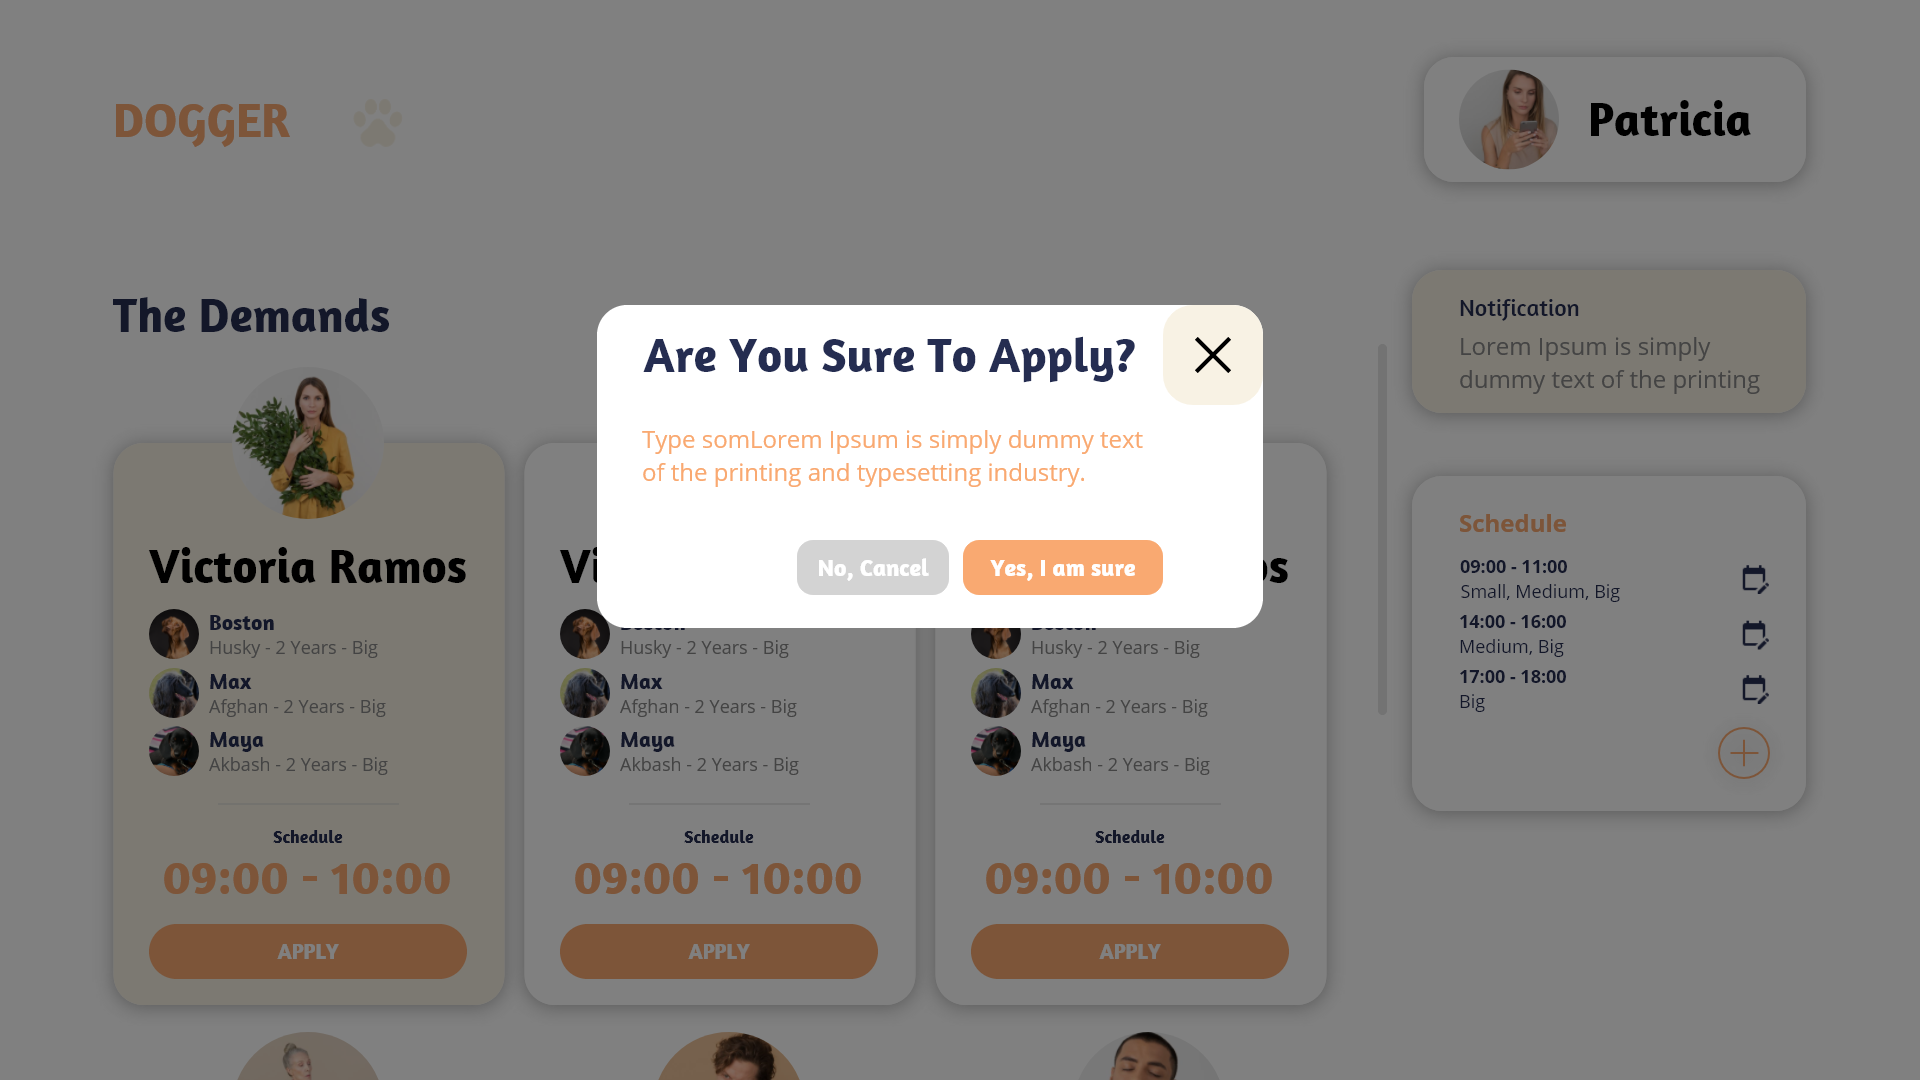 DOGGER
Patricia
The Demands
Are You Sure To Apply?
Type somLorem Ipsum is simply dummy text
of the printing and typesetting industry.
No, Cancel
Yes, I am sure
Notification
Lorem Ipsum is simply
dummy text of the printing
Victoria Ramos
Boston
Husky - 2 Years - Big
Max
Afghan - 2 Years - Big
Maya
Akbash - 2 Years - Big
Schedule
09:00 - 10:00
APPLY
Vi
Boston
Husky - 2 Years - Big
Max
Afghan - 2 Years - Big
Maya
Akbash - 2 Years - Big
Schedule
09:00 - 10:00
APPLY
os
Boston
Husky - 2 Years - Big
Max
Afghan - 2 Years - Big
Maya
Akbash - 2 Years - Big
Schedule
09:00 - 10:00
APPLY
Schedule
09:00 - 11:00
Small, Medium, Big
14:00 - 16:00
Medium, Big
17:00 - 18:00
Big